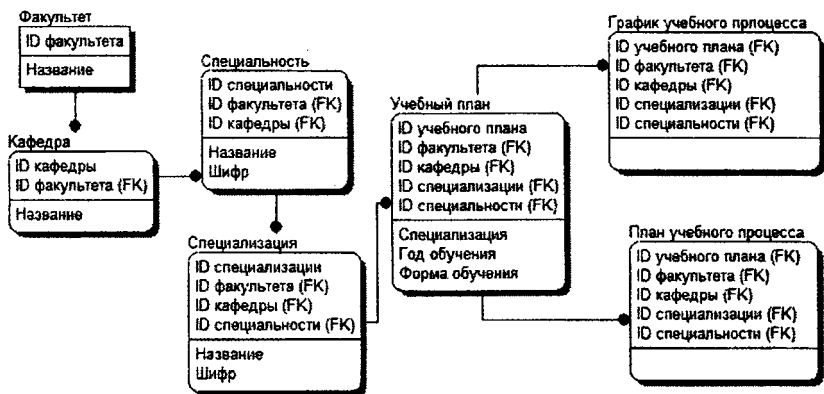 Факультет
ID факультета
Название
Кафедра
ID кафедры
ID факультета (FK)
Название
Специальность
ID специальности
ID факультета (FK)
ID кафедры (FK)
Название
Шифр
Специализация
ID специализации
ID факультета (FK)
ID кафедры (FK)
ID специальности (FK)
Название
Шифр
Учебный план
ID учебного плана
ID факультета (FK)
ID кафедры (FK)
ID специализации (FK)
ID специальности (FK)
Специализация
Год обучения
Форма обучения
График учебного прлоцесса
ID учебного плана (FK)
ID факультета (FK)
ID кафедры (FK)
ID специализации (FK)
ID специальности (FK)
План учебного процесса
ID учебного плана (FK)
ID факультета (FK)
ID кафедры (FK)
ID специализации (FK)
ID специальности (FK)